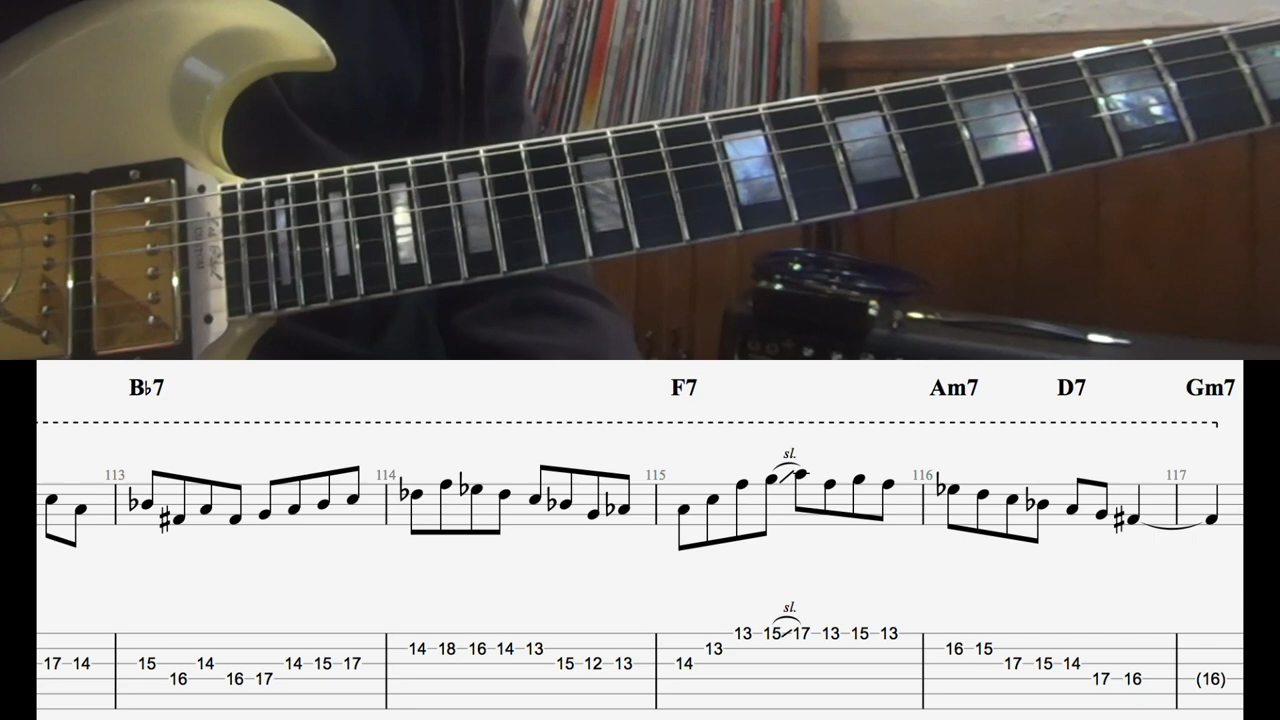 B♭7 F7 Am7 D7 Gm7
113 114 115 116 117
sl.
sl.
13 15 17 13 15 13
14 18 16 14 13 13 16 15
17 14 15 14 14 15 17 15 12 13 14 17 15 14
16 16 17 17 16 (16)